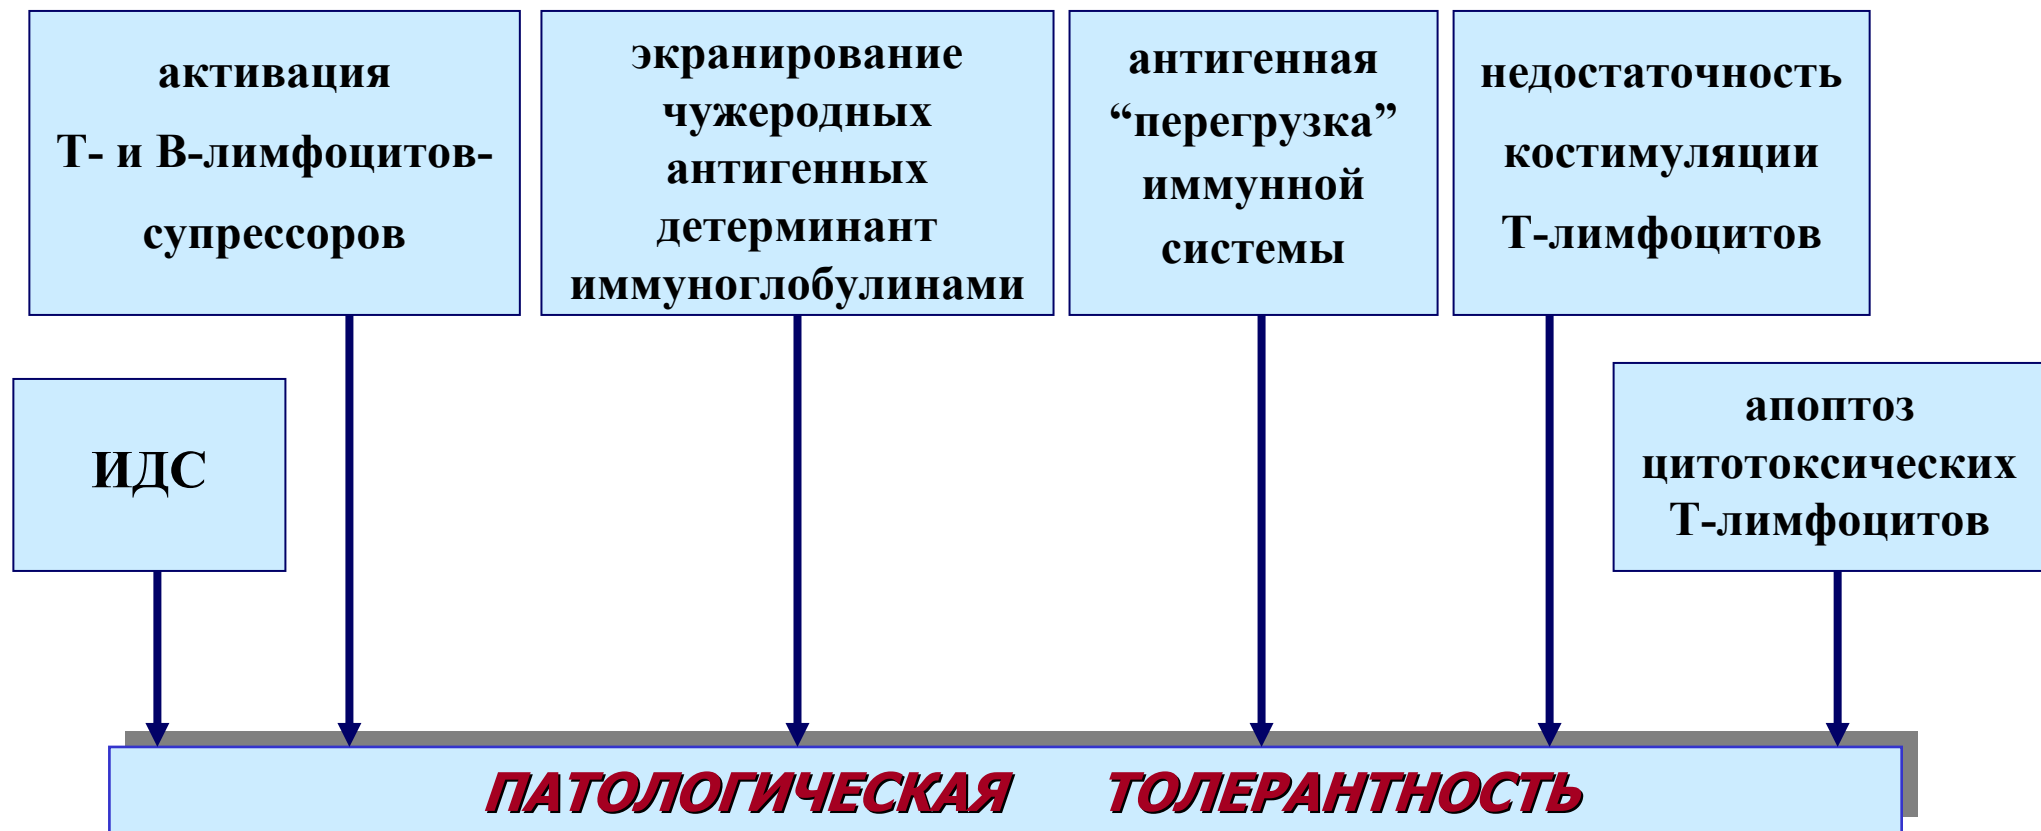 активация
Т- и В-лимфоцитов-
супрессоров
экранирование
чужеродных
антигенных
детерминант
иммуноглобулинами
антигенная
“перегрузка”
иммунной
системы
недостаточность
костимуляции
Т-лимфоцитов
ИДС
апоптоз
цитотоксических
Т-лимфоцитов
ПАТОЛОГИЧЕСКАЯ ТОЛЕРАНТНОСТЬ